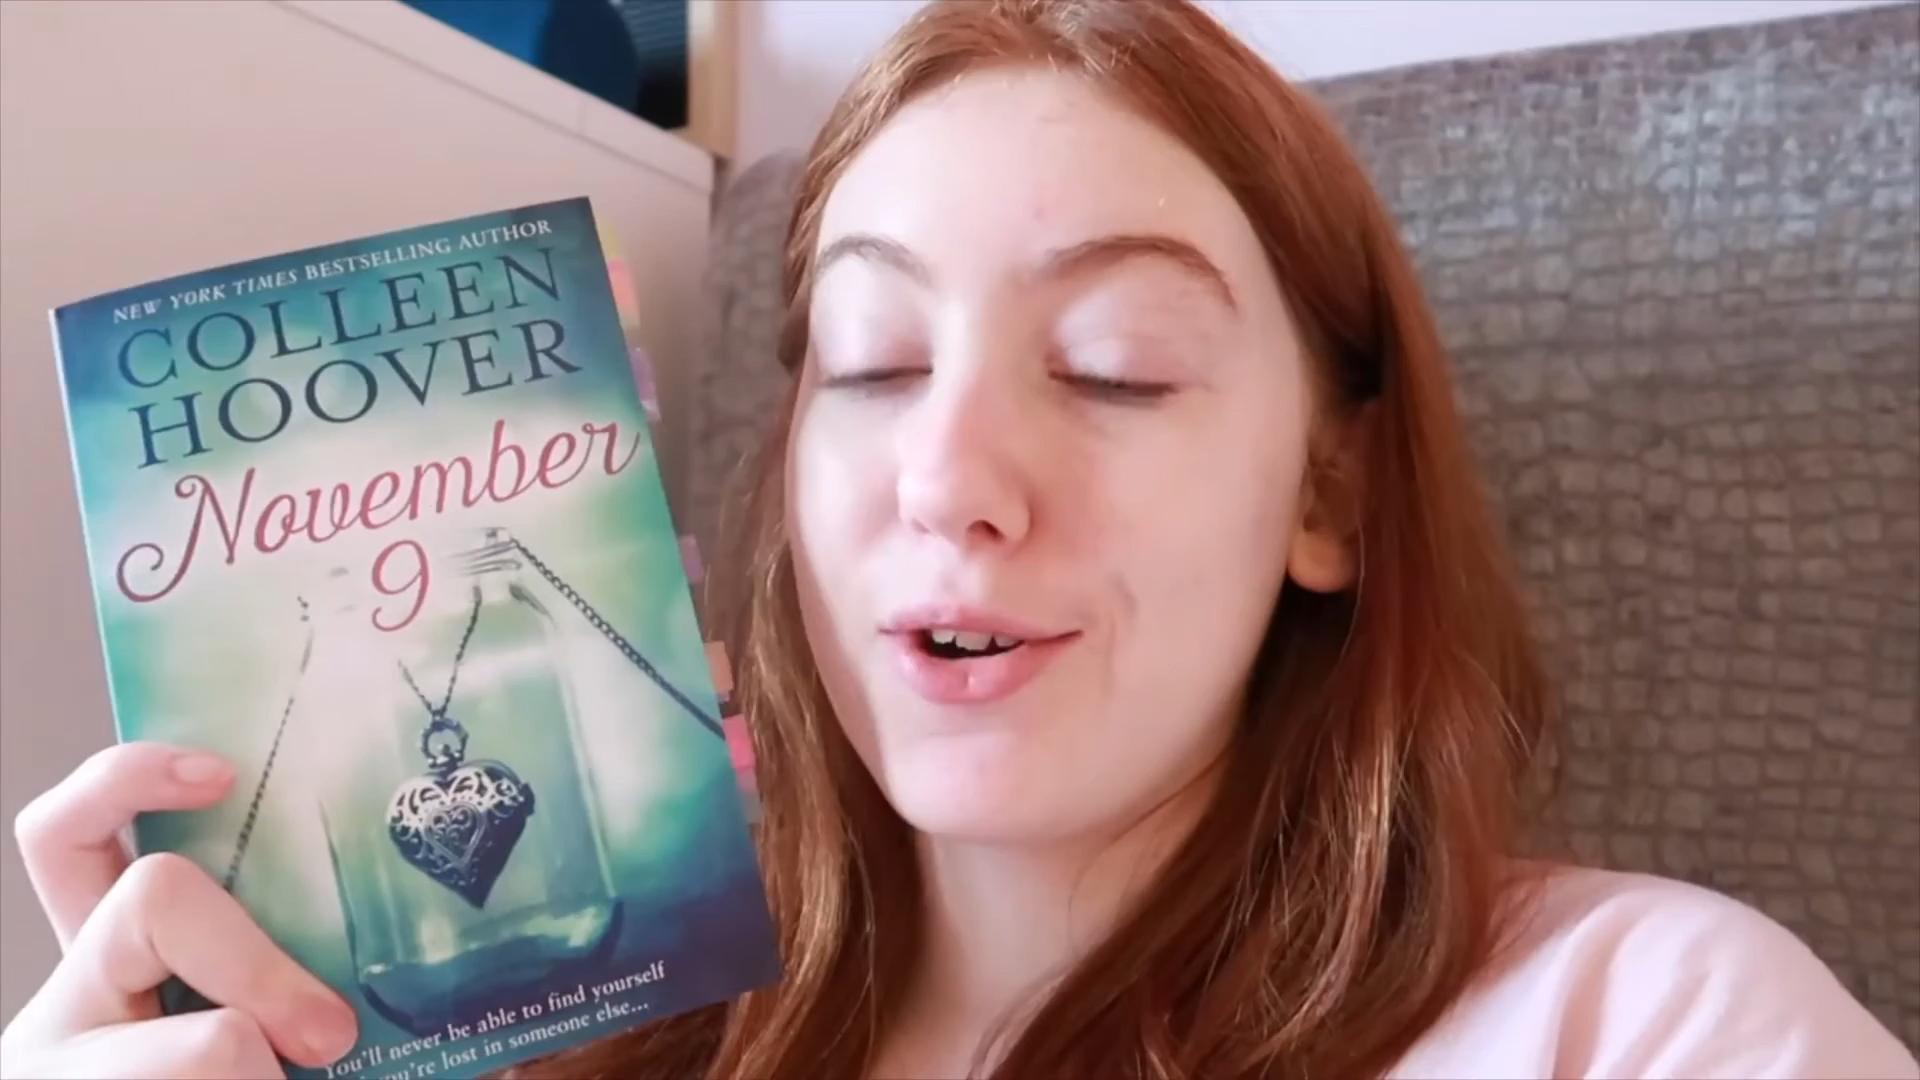 NEW YORK TIMES BESTSELLING AUTHOR
COLLEEN
HOOVER
November
9
You'll never be able to find yourself
you're lost in someone else...